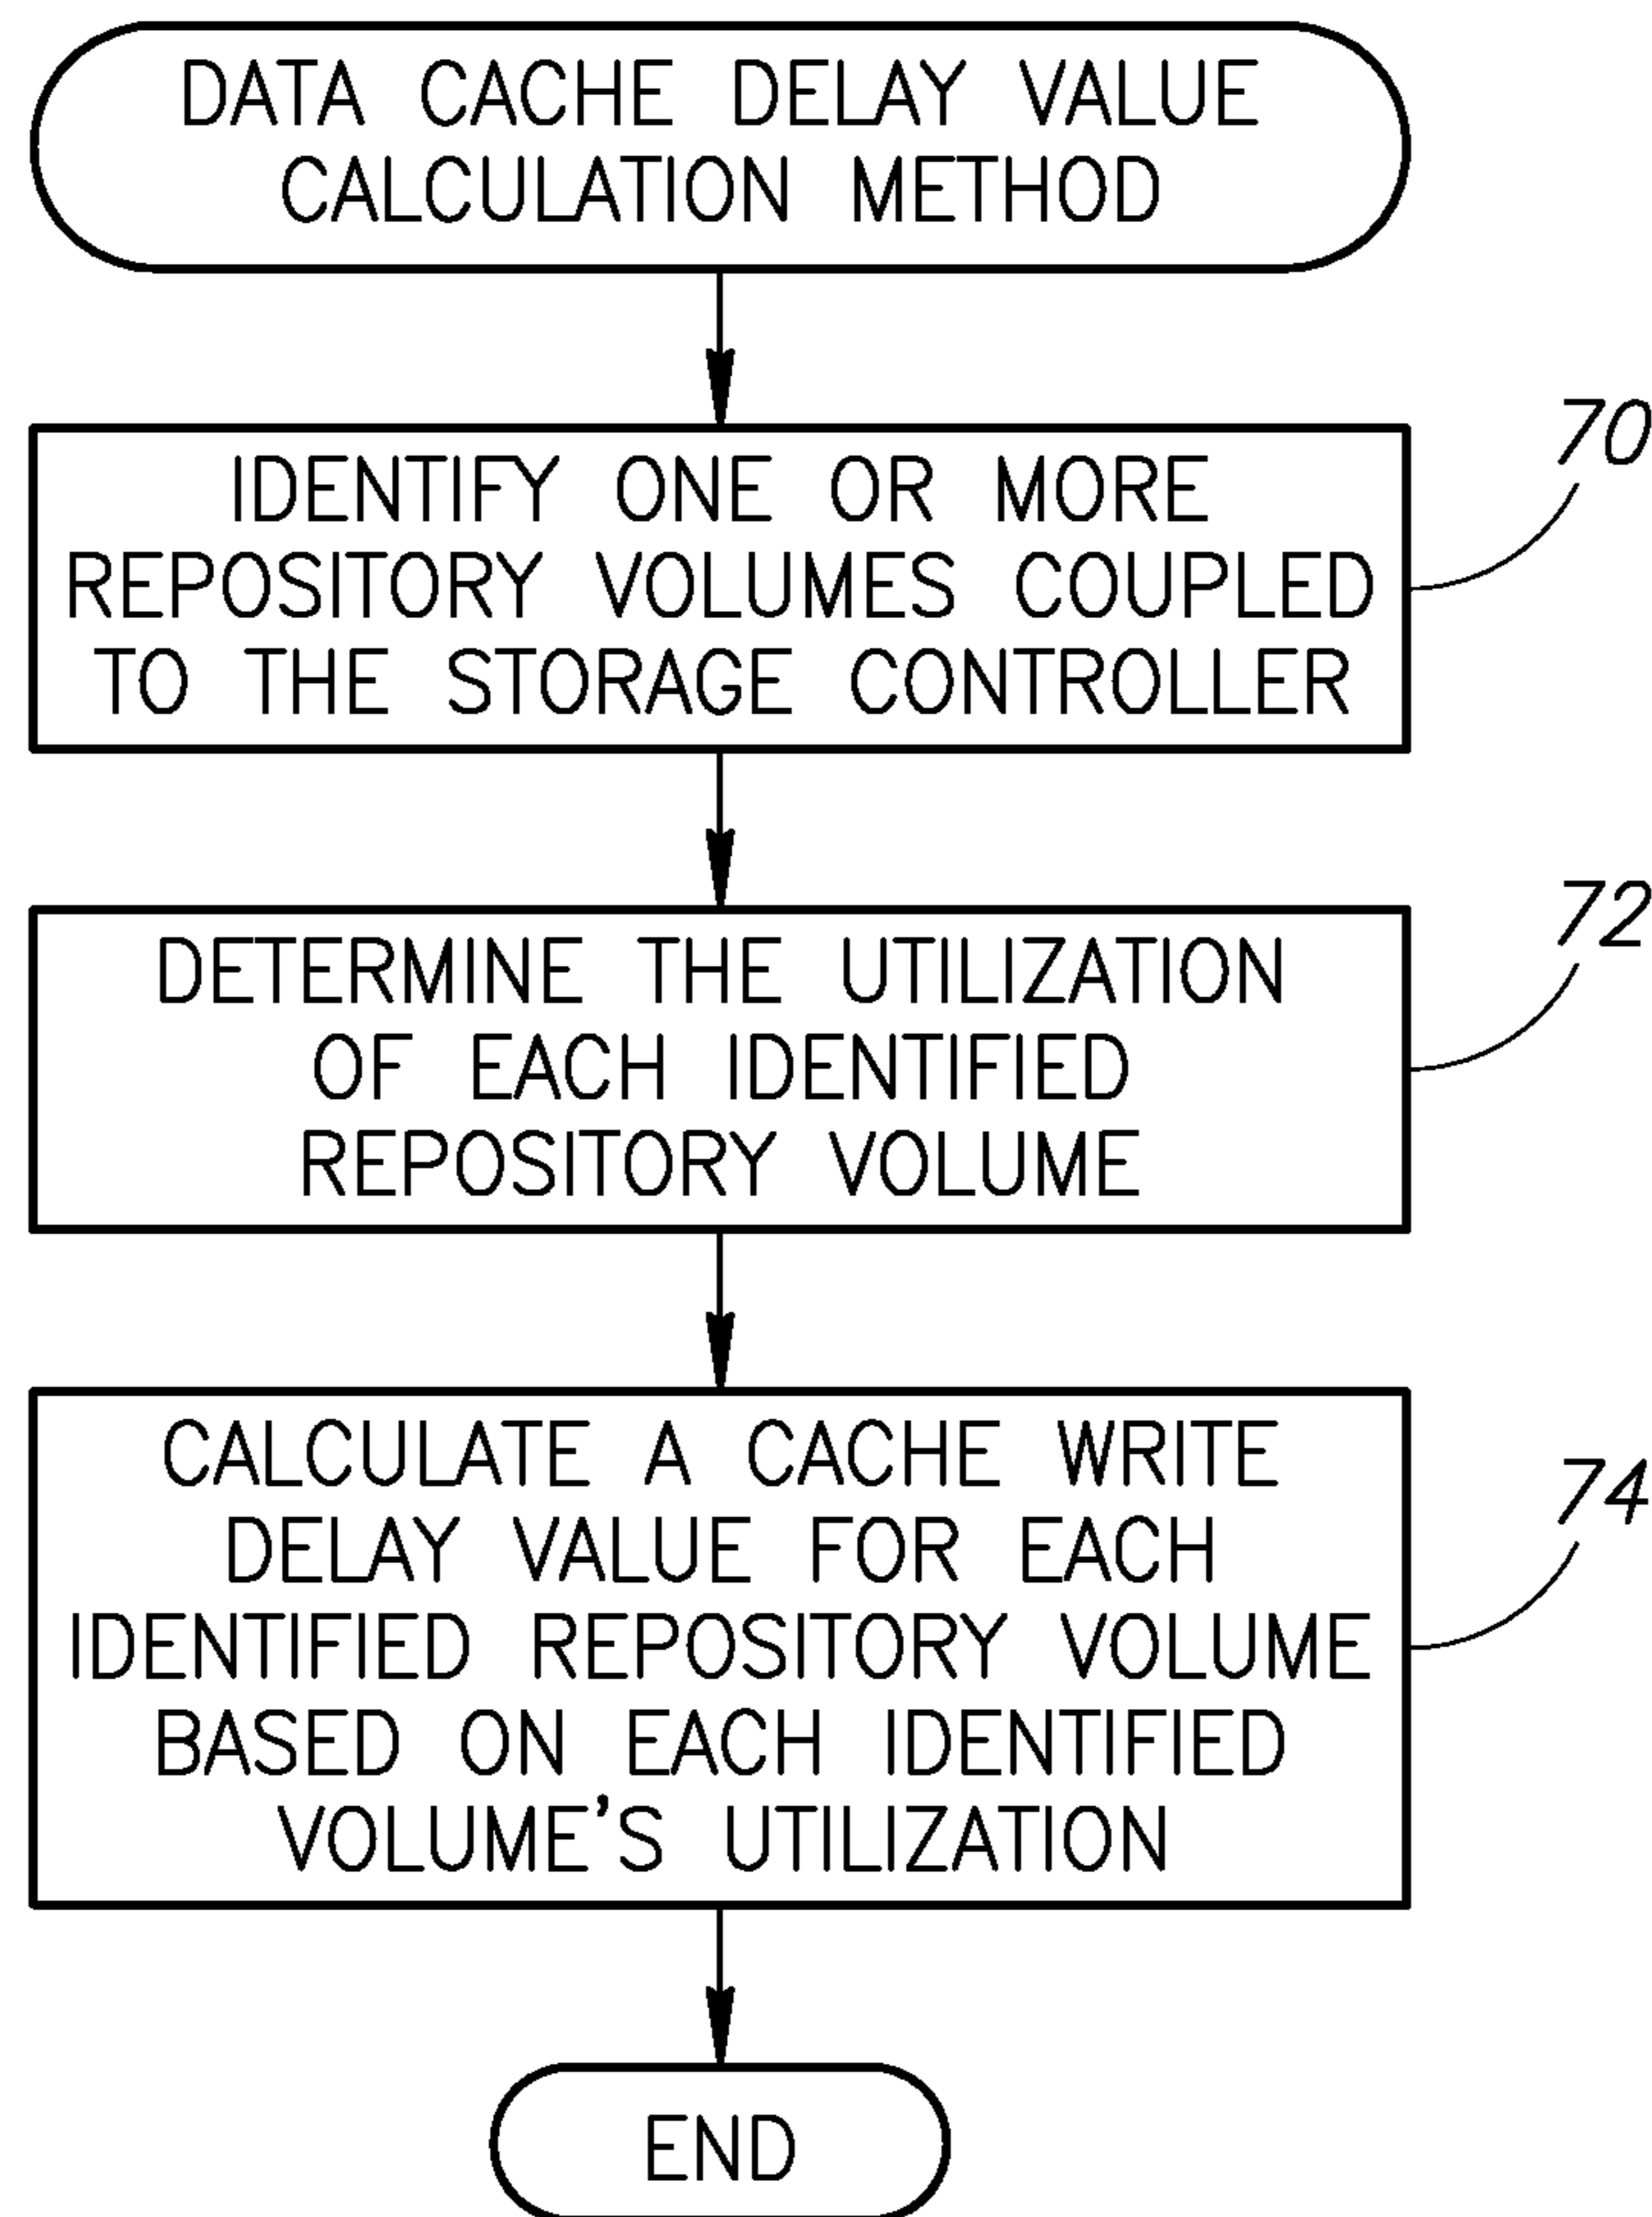 DATA CACHE DELAY VALUE
CALCULATION METHOD
70
IDENTIFY ONE OR MORE
REPOSITORY VOLUMES COUPLED
TO THE STORAGE CONTROLLER
72
DETERMINE THE UTILIZATION
OF EACH IDENTIFIED
REPOSITORY VOLUME
74
CALCULATE A CACHE WRITE
DELAY VALUE FOR EACH
IDENTIFIED REPOSITORY VOLUME
BASED ON EACH IDENTIFIED
VOLUME'S UTILIZATION
END